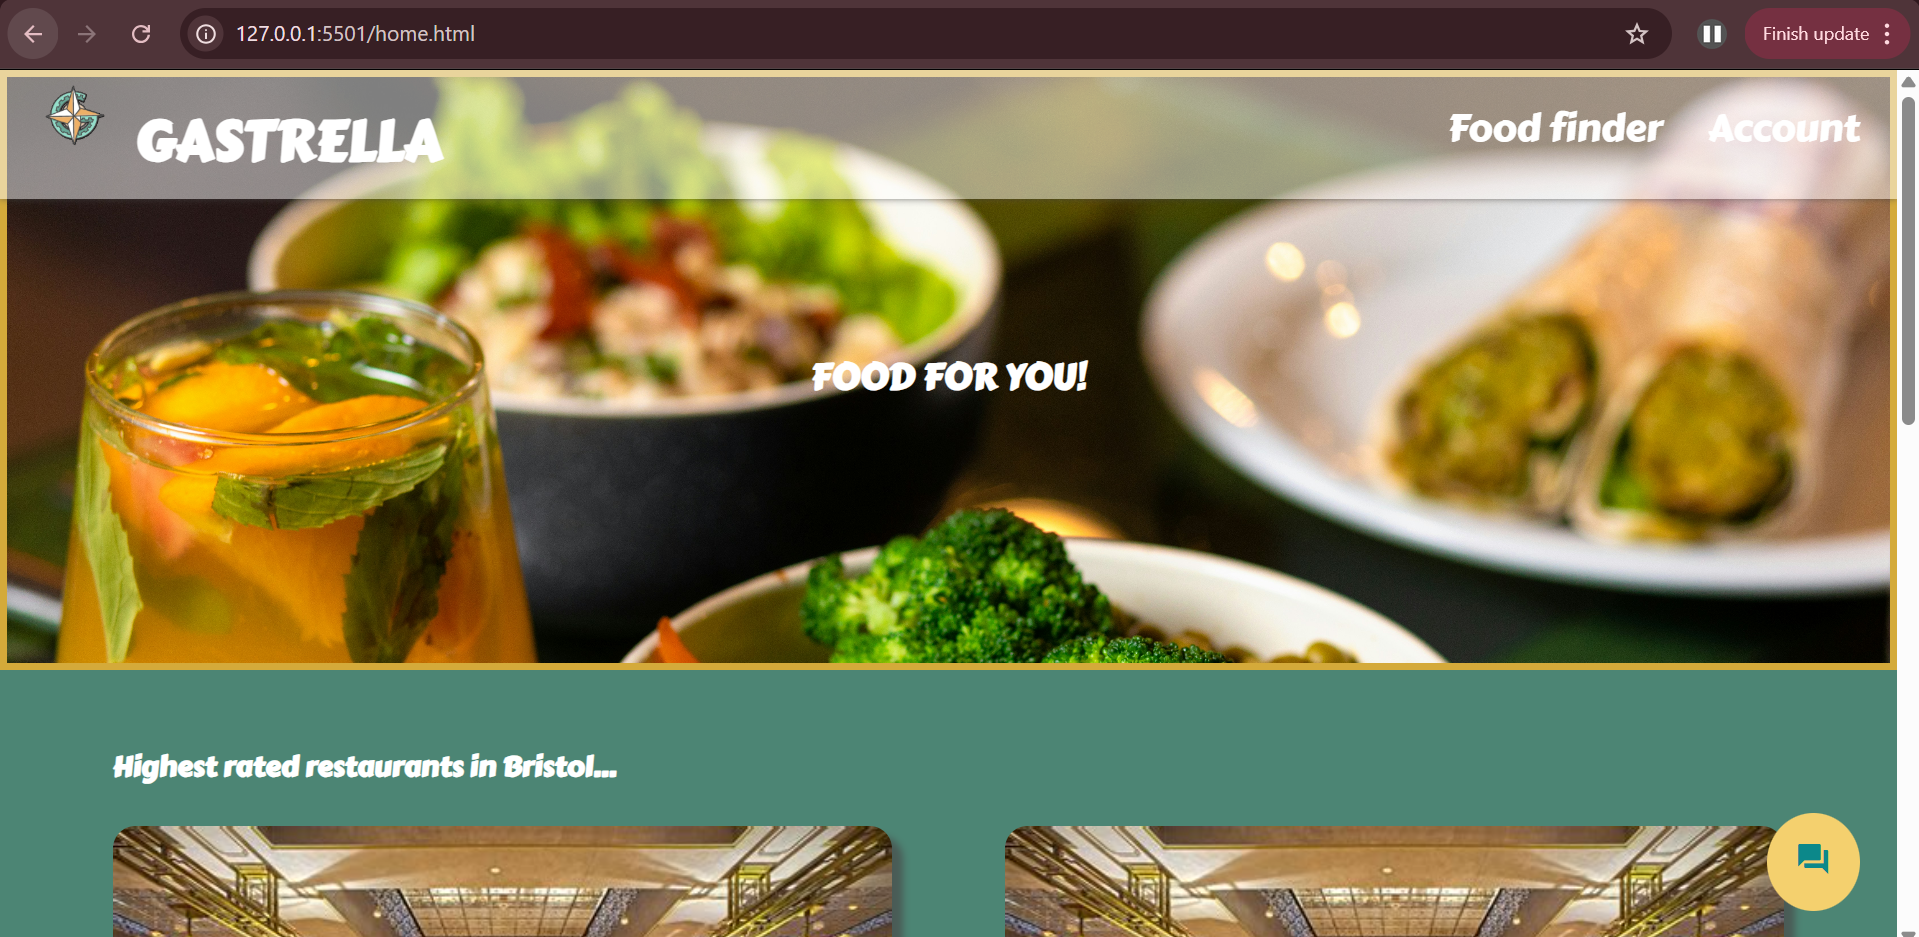 127.0.0.1:5501/home.html
Finish update
GASTRELLA
Food finder
Account
FOOD FOR YOU!
Highest rated restaurants in Bristol...